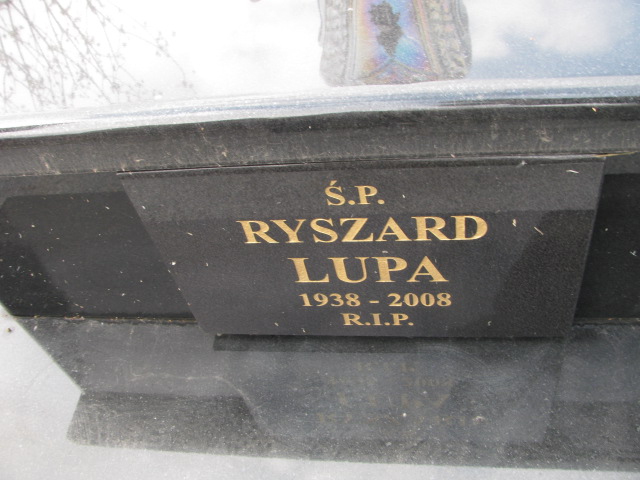 Ś.P.
RYSZARD
LUPA
1938 - 2008
R.I.P.